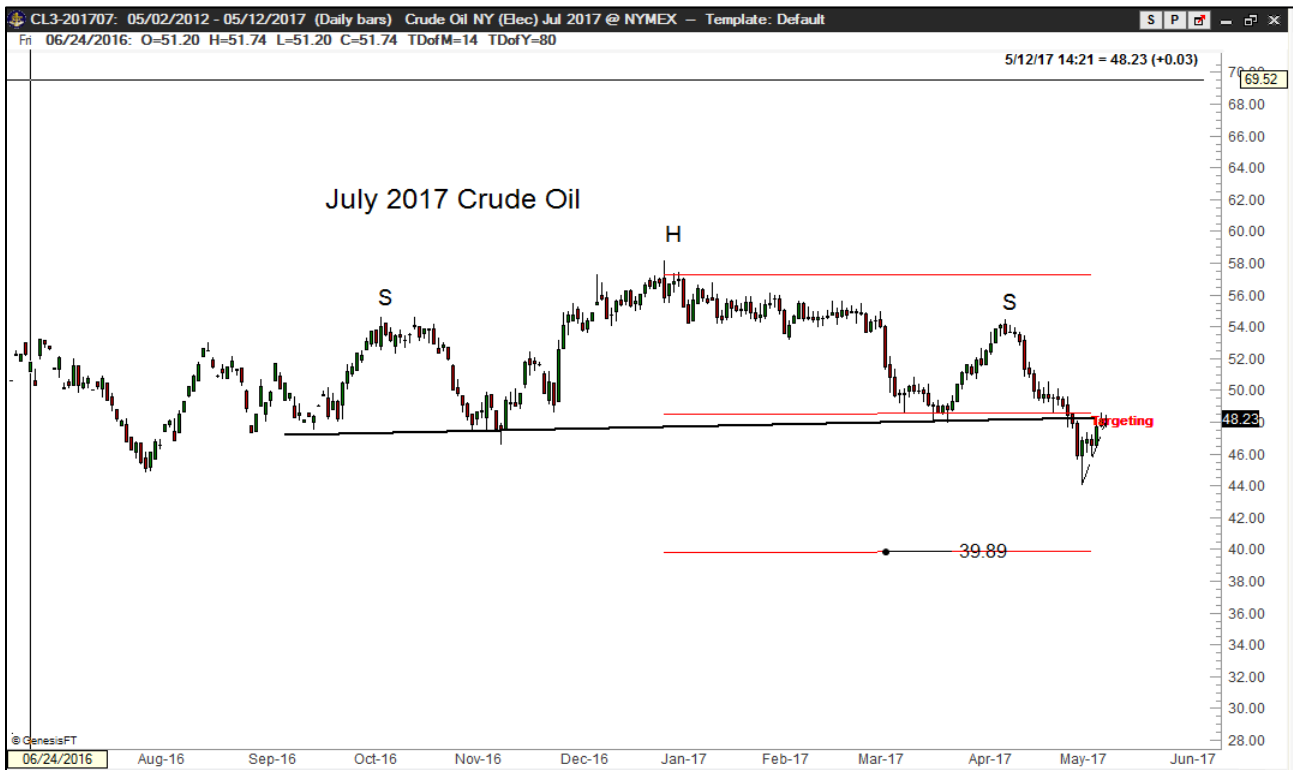 CL3-201707: 05/02/2012 - 05/12/2017 (Daily bars) Crude Oil NY (Elec) Jul 2017 @ NYMEX — Template: Default
S P
Fri 06/24/2016: O=51.20 H=51.74 L=51.20 C=51.74 TDofM=14 TDofY=80
5/12/17 14:21 = 48.23 (+0.03)
70.00
69.52
68.00
66.00
64.00
July 2017 Crude Oil
62.00
H
60.00
58.00
S
S
56.00
54.00
52.00
50.00
Targeting
48.23
46.00
44.00
42.00
39.89
40.00
38.00
36.00
34.00
32.00
30.00
© GenesisFT
28.00
06/24/2016 Aug-16 Sep-16 Oct-16 Nov-16 Dec-16 Jan-17 Feb-17 Mar-17 Apr-17 May-17 Jun-17